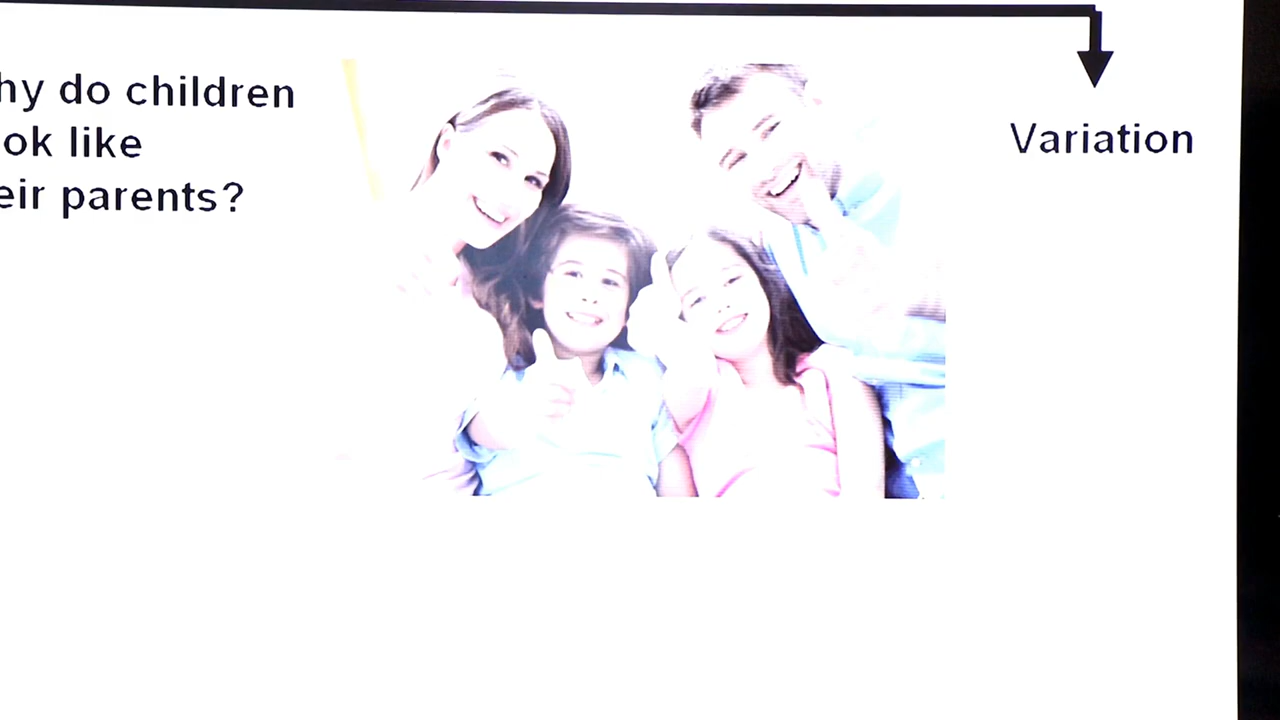 hy do children
ok like
eir parents?
Variation